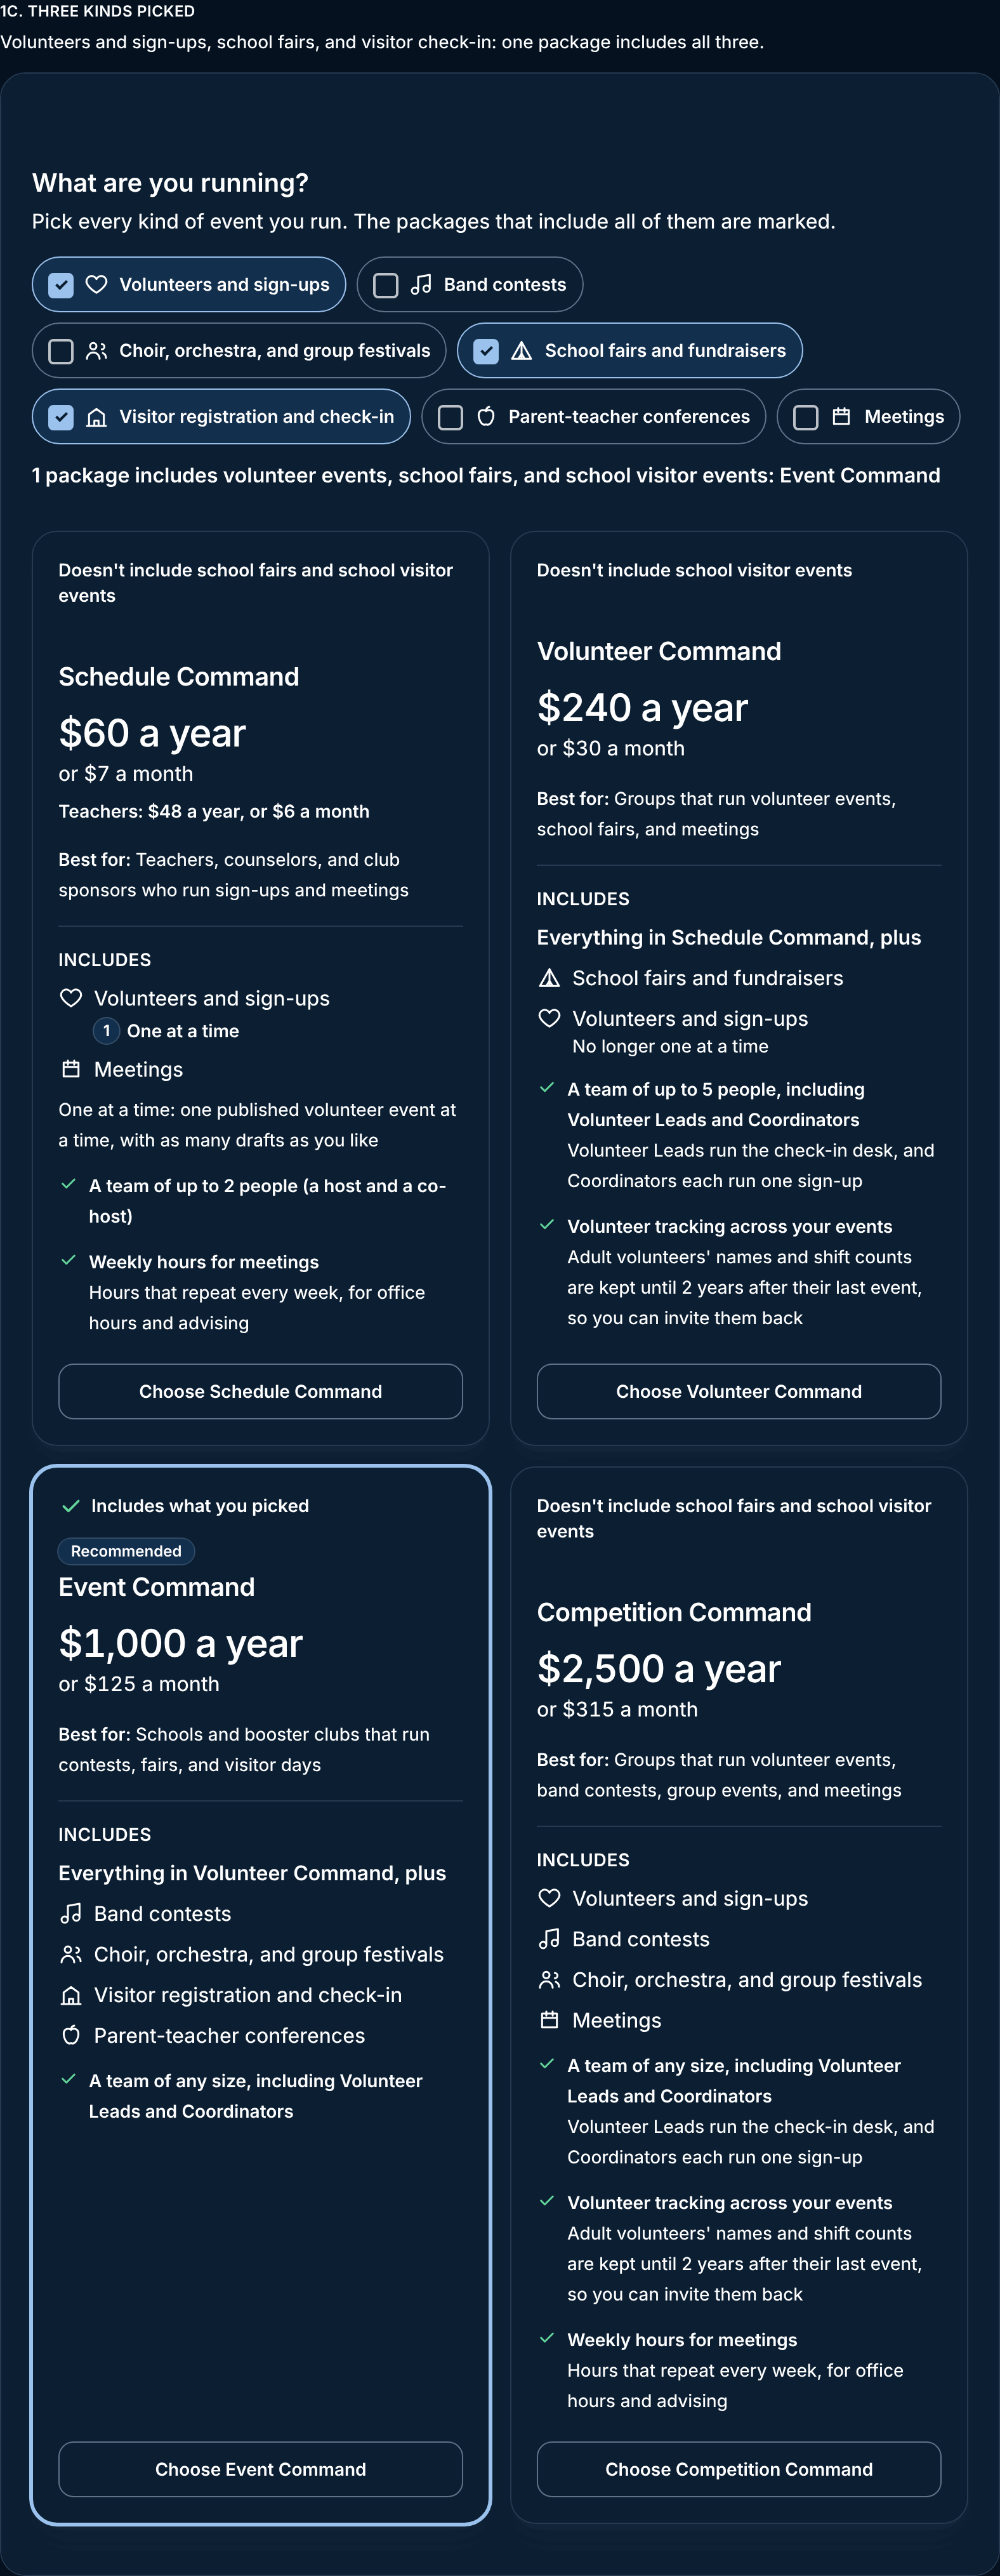 1C. THREE KINDS PICKED
Volunteers and sign-ups, school fairs, and visitor check-in: one package includes all three.
What are you running?
Pick every kind of event you run. The packages that include all of them are marked.
Volunteers and sign-ups
Band contests
Choir, orchestra, and group festivals
School fairs and fundraisers
Visitor registration and check-in
Parent-teacher conferences
Meetings
1 package includes volunteer events, school fairs, and school visitor events: Event Command
Doesn't include school fairs and school visitor
events
Schedule Command
$60 a year
or $7 a month
Teachers: $48 a year, or $6 a month
Best for: Teachers, counselors, and club
sponsors who run sign-ups and meetings
INCLUDES
Volunteers and sign-ups
1 One at a time
Meetings
One at a time: one published volunteer event at
a time, with as many drafts as you like
A team of up to 2 people (a host and a co-
host)
Weekly hours for meetings
Hours that repeat every week, for office
hours and advising
Choose Schedule Command
Doesn't include school visitor events
Volunteer Command
$240 a year
or $30 a month
Best for: Groups that run volunteer events,
school fairs, and meetings
INCLUDES
Everything in Schedule Command, plus
School fairs and fundraisers
Volunteers and sign-ups
No longer one at a time
A team of up to 5 people, including
Volunteer Leads and Coordinators
Volunteer Leads run the check-in desk, and
Coordinators each run one sign-up
Volunteer tracking across your events
Adult volunteers' names and shift counts
are kept until 2 years after their last event,
so you can invite them back
Choose Volunteer Command
Includes what you picked
Recommended
Event Command
$1,000 a year
or $125 a month
Best for: Schools and booster clubs that run
contests, fairs, and visitor days
INCLUDES
Everything in Volunteer Command, plus
Band contests
Choir, orchestra, and group festivals
Visitor registration and check-in
Parent-teacher conferences
A team of any size, including Volunteer
Leads and Coordinators
Choose Event Command
Doesn't include school fairs and school visitor
events
Competition Command
$2,500 a year
or $315 a month
Best for: Groups that run volunteer events,
band contests, group events, and meetings
INCLUDES
Volunteers and sign-ups
Band contests
Choir, orchestra, and group festivals
Meetings
A team of any size, including Volunteer
Leads and Coordinators
Volunteer Leads run the check-in desk, and
Coordinators each run one sign-up
Volunteer tracking across your events
Adult volunteers' names and shift counts
are kept until 2 years after their last event,
so you can invite them back
Weekly hours for meetings
Hours that repeat every week, for office
hours and advising
Choose Competition Command